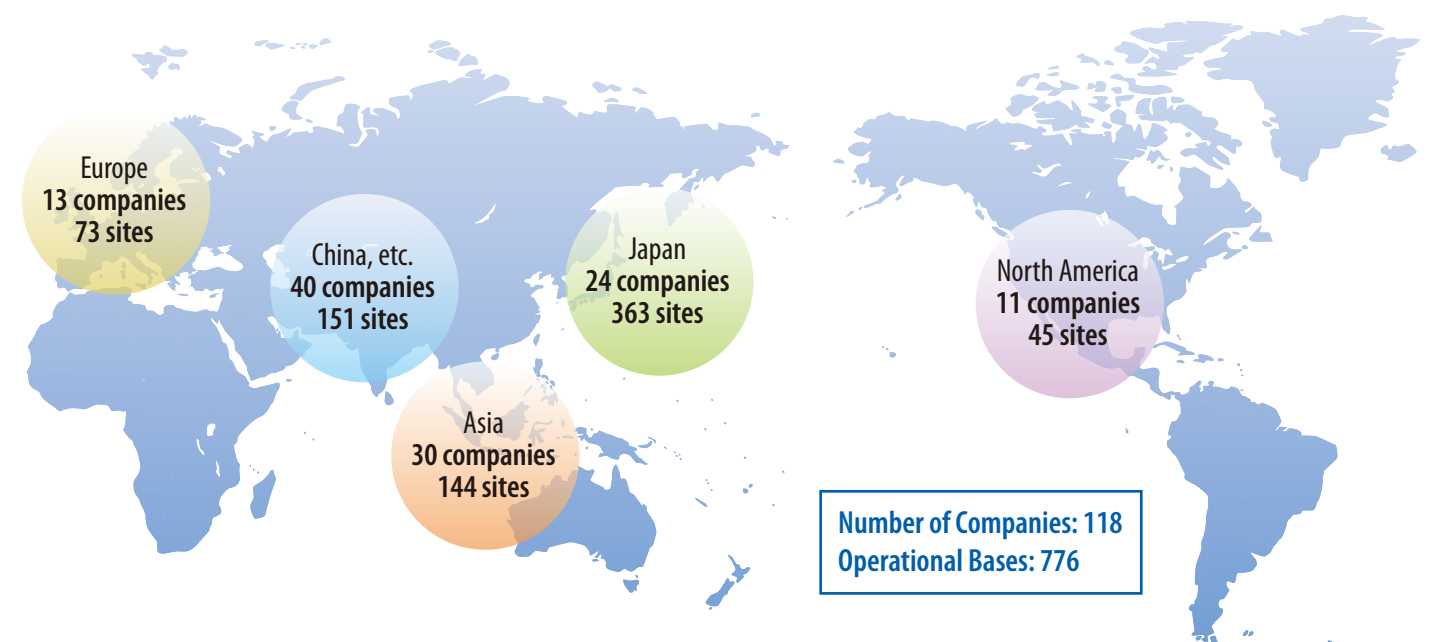 Europe
13 companies
73 sites
China, etc.
40 companies
151 sites
Japan
24 companies
363 sites
North America
11 companies
45 sites
Asia
30 companies
144 sites
Number of Companies: 118
Operational Bases: 776